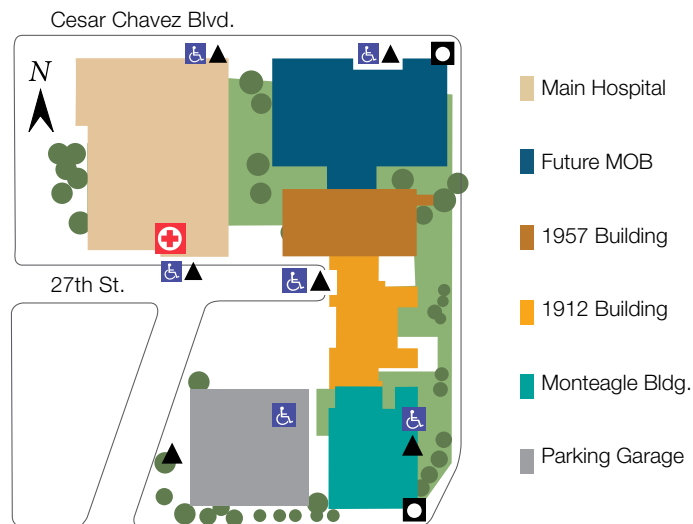 Cesar Chavez Blvd.
N
27th St.
Main Hospital
Future MOB
1957 Building
1912 Building
Monteagle Bldg.
Parking Garage